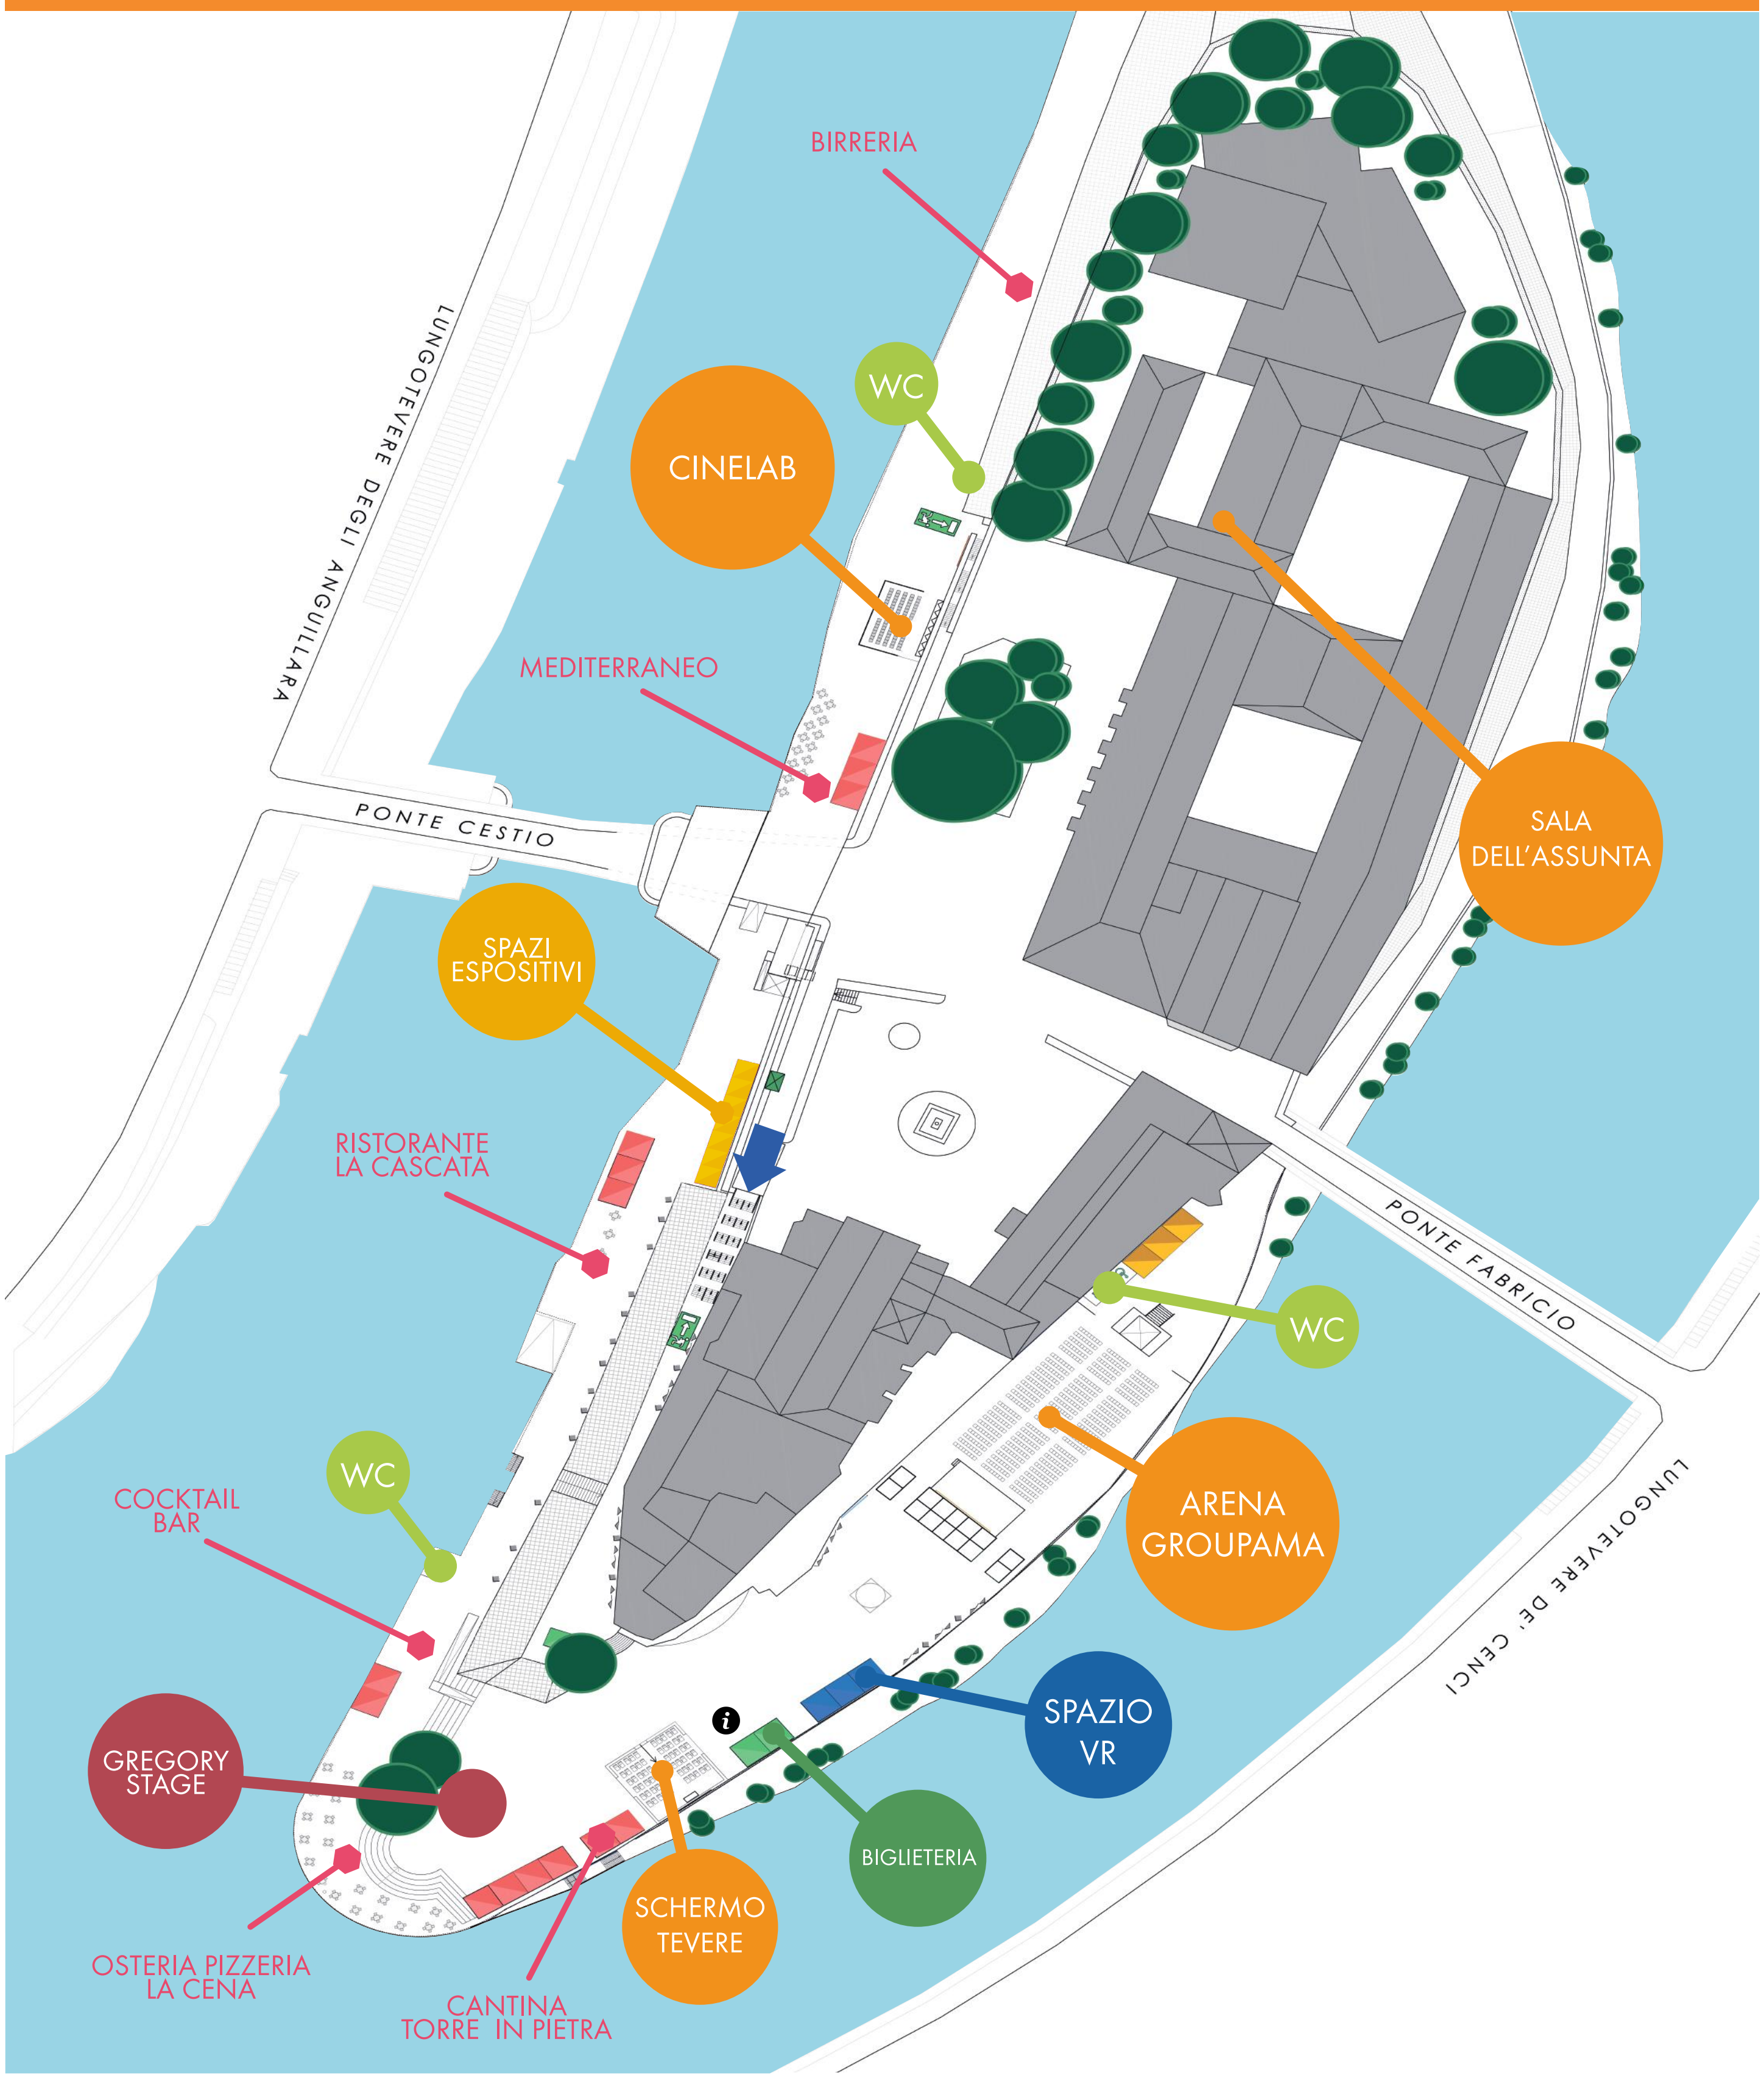 BIRRERIA
WC
CINELAB
LUNGOTEVERE DEGLI ANGUILLARA
MEDITERRANEO
PONTE CESTIO
SALA
DELL'ASSUNTA
SPAZI
ESPOSITIVI
RISTORANTE
LA CASCATA
PONTE FABRICIO
WC
WC
COCKTAIL
BAR
ARENA
GROUPAMA
LUNGOTEVERE DE' CENCI
SPAZIO
VR
i
GREGORY
STAGE
BIGLIETERIA
SCHERMO
TEVERE
OSTERIA PIZZERIA
LA CENA
CANTINA
TORRE IN PIETRA